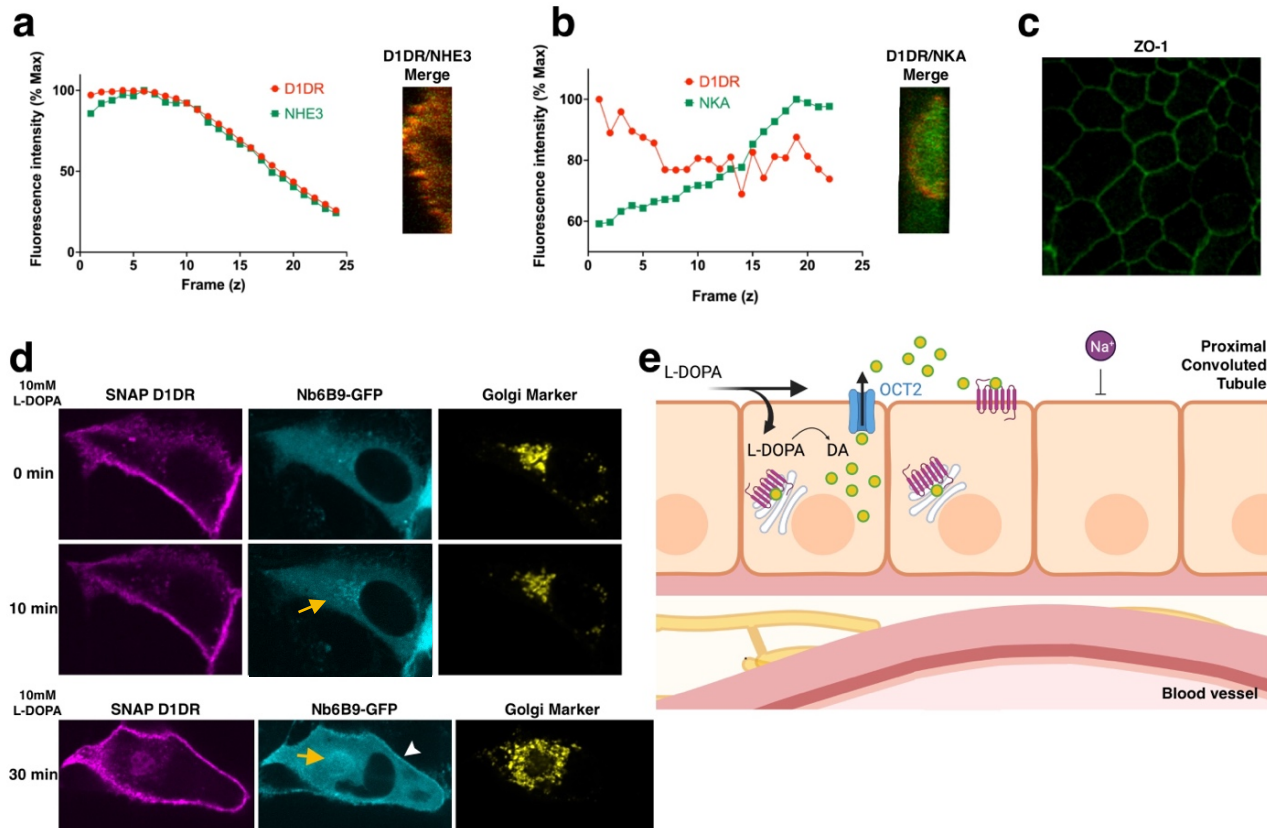 a
D1DR/NHE3
Merge
Fluorescence intensity (% Max)
100
50
0
D1DR
NHE3
0 5 10 15 20 25
Frame (z)
b
D1DR/NKA
Merge
Fluorescence intensity (% Max)
100
80
60
D1DR
NKA
0 5 10 15 20 25
Frame (z)
c
ZO-1
d
10mM
L-DOPA
SNAP D1DR Nb6B9-GFP Golgi Marker
0 min
10 min
10mM
L-DOPA
SNAP D1DR Nb6B9-GFP Golgi Marker
30 min
e
L-DOPA
OCT2
Na+
Proximal
Convoluted
Tubule
L-DOPA DA
Blood vessel